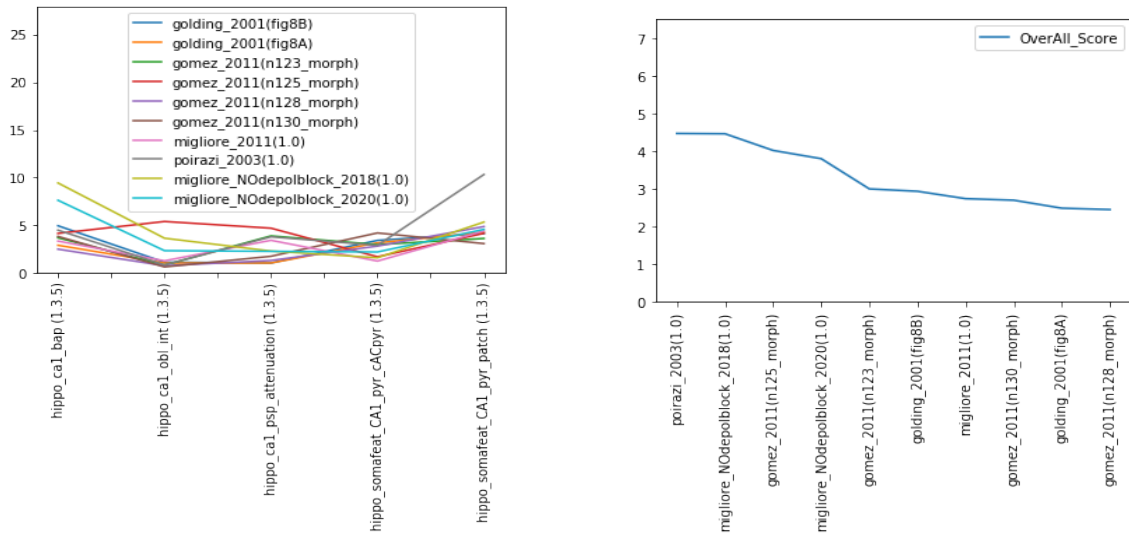 25
20
15
10
5
0
golding_2001(fig8B)
golding_2001(fig8A)
gomez_2011(n123_morph)
gomez_2011(n125_morph)
gomez_2011(n128_morph)
gomez_2011(n130_morph)
migliore_2011(1.0)
poirazi_2003(1.0)
migliore_NOdepolblock_2018(1.0)
migliore_NOdepolblock_2020(1.0)
hippo_ca1_bap (1.3.5)
hippo_ca1_obl_int (1.3.5)
hippo_ca1_psp_attenuation (1.3.5)
hippo_somafeat_CA1_pyr_cACpyr (1.3.5)
hippo_somafeat_CA1_pyr_patch (1.3.5)
7
6
5
4
3
2
1
0
OverAll_Score
poirazi_2003(1.0)
migliore_NOdepolblock_2018(1.0)
gomez_2011(n125_morph)
migliore_NOdepolblock_2020(1.0)
gomez_2011(n123_morph)
golding_2001(fig8B)
migliore_2011(1.0)
gomez_2011(n130_morph)
golding_2001(fig8A)
gomez_2011(n128_morph)